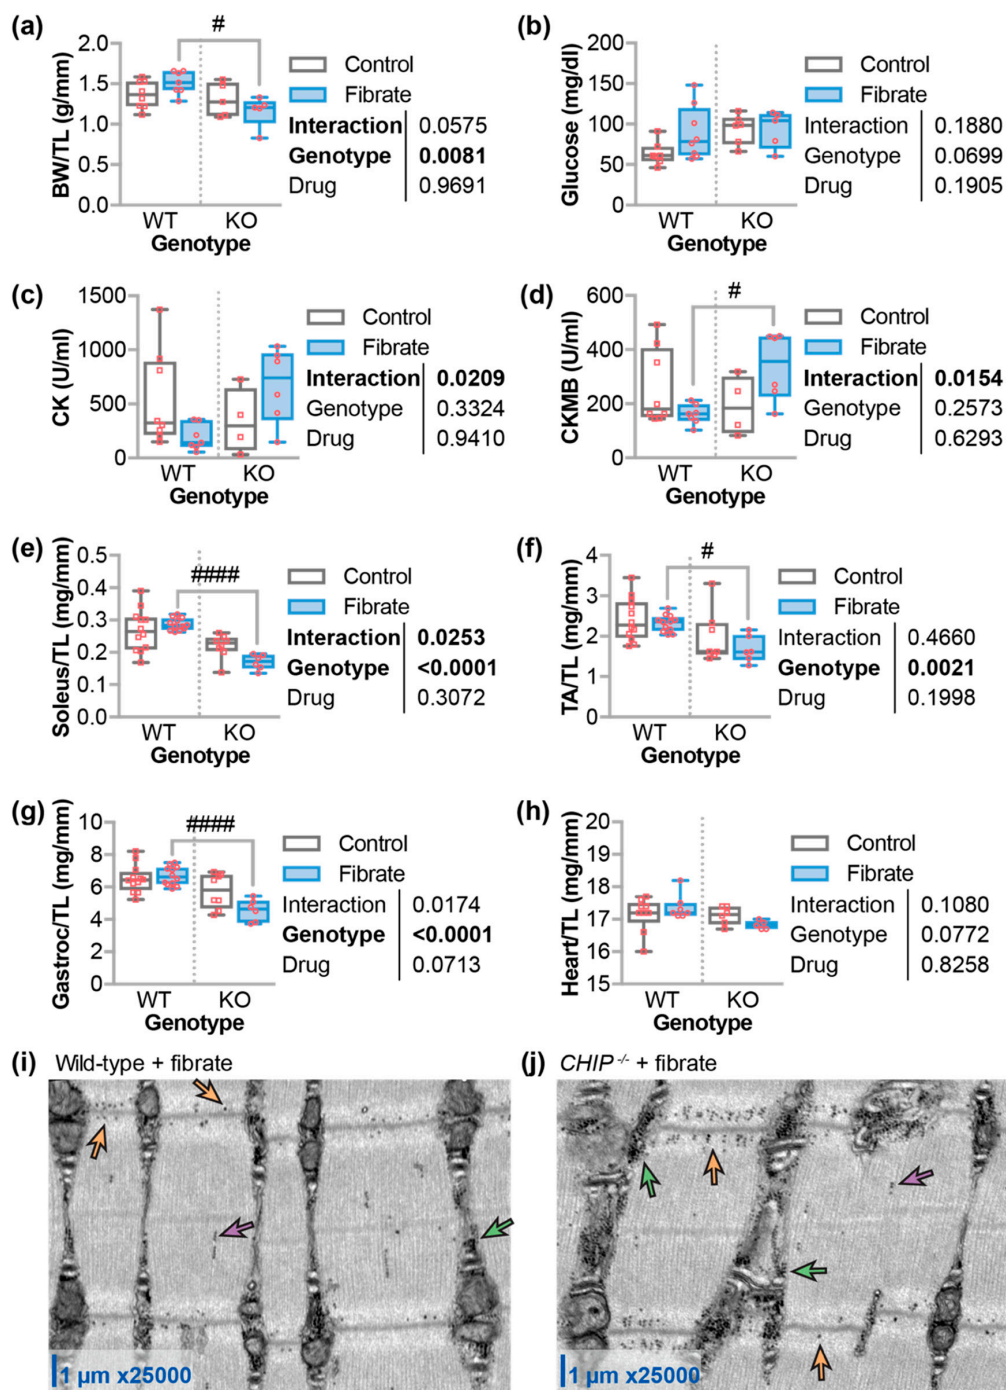 (a)
BW/TL (g/mm)
2.0
1.5
1.0
0.5
0.0
#
WT KO
Genotype
Control
Fibrate
Interaction 0.0575
Genotype 0.0081
Drug 0.9691
(b)
Glucose (mg/dl)
200
150
100
50
0
WT KO
Genotype
Control
Fibrate
Interaction 0.1880
Genotype 0.0699
Drug 0.1905
(c)
CK (U/ml)
1500
1000
500
0
WT KO
Genotype
Control
Fibrate
Interaction 0.0209
Genotype 0.3324
Drug 0.9410
(d)
CKMB (U/ml)
600
400
200
0
#
WT KO
Genotype
Control
Fibrate
Interaction 0.0154
Genotype 0.2573
Drug 0.6293
(e)
Soleus/TL (mg/mm)
0.5
0.4
0.3
0.2
0.1
0.0
####
WT KO
Genotype
Control
Fibrate
Interaction 0.0253
Genotype <0.0001
Drug 0.3072
(f)
TA/TL (mg/mm)
4
3
2
1
0
#
WT KO
Genotype
Control
Fibrate
Interaction 0.4660
Genotype 0.0021
Drug 0.1998
(g)
Gastroc/TL (mg/mm)
10
8
6
4
2
0
####
WT KO
Genotype
Control
Fibrate
Interaction 0.0174
Genotype <0.0001
Drug 0.0713
(h)
Heart/TL (mg/mm)
20
19
18
17
16
15
WT KO
Genotype
Control
Fibrate
Interaction 0.1080
Genotype 0.0772
Drug 0.8258
(i) Wild-type + fibrate
1 µm x25000
(j) CHIP -/- + fibrate
1 µm x25000